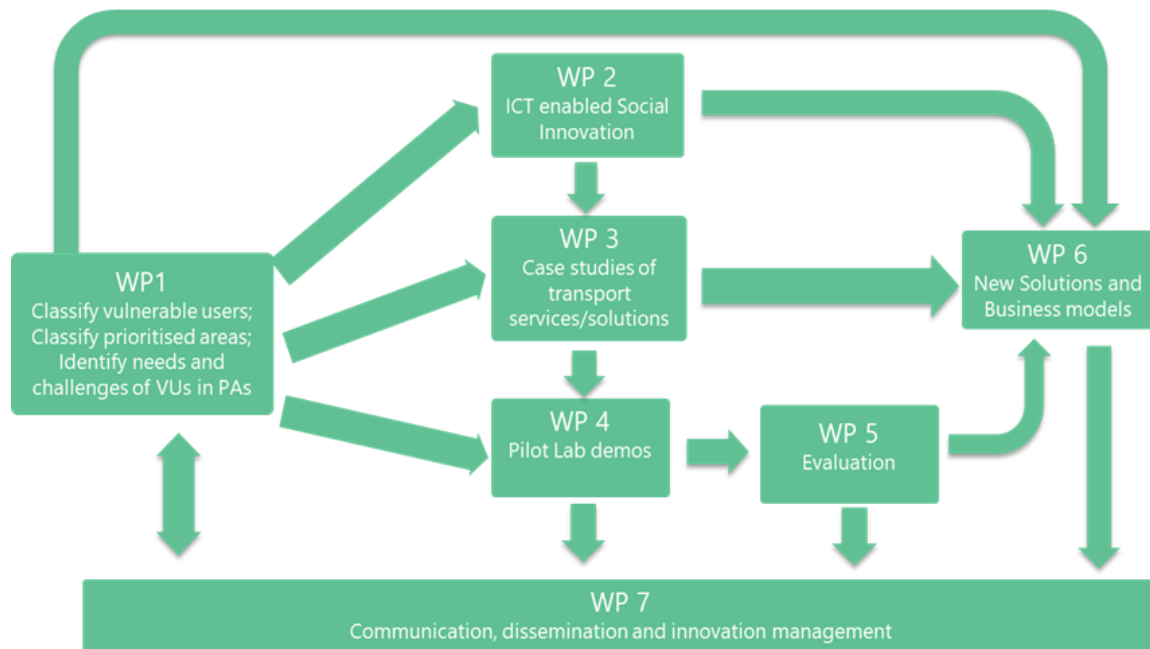 WP 2
ICT enabled Social
Innovation
WP1
Classify vulnerable users;
Classify prioritised areas;
Identify needs and
challenges of VUs in PAs
WP 3
Case studies of
transport
services/solutions
WP 6
New Solutions and
Business models
WP 4
Pilot Lab demos
WP 5
Evaluation
WP 7
Communication, dissemination and innovation management